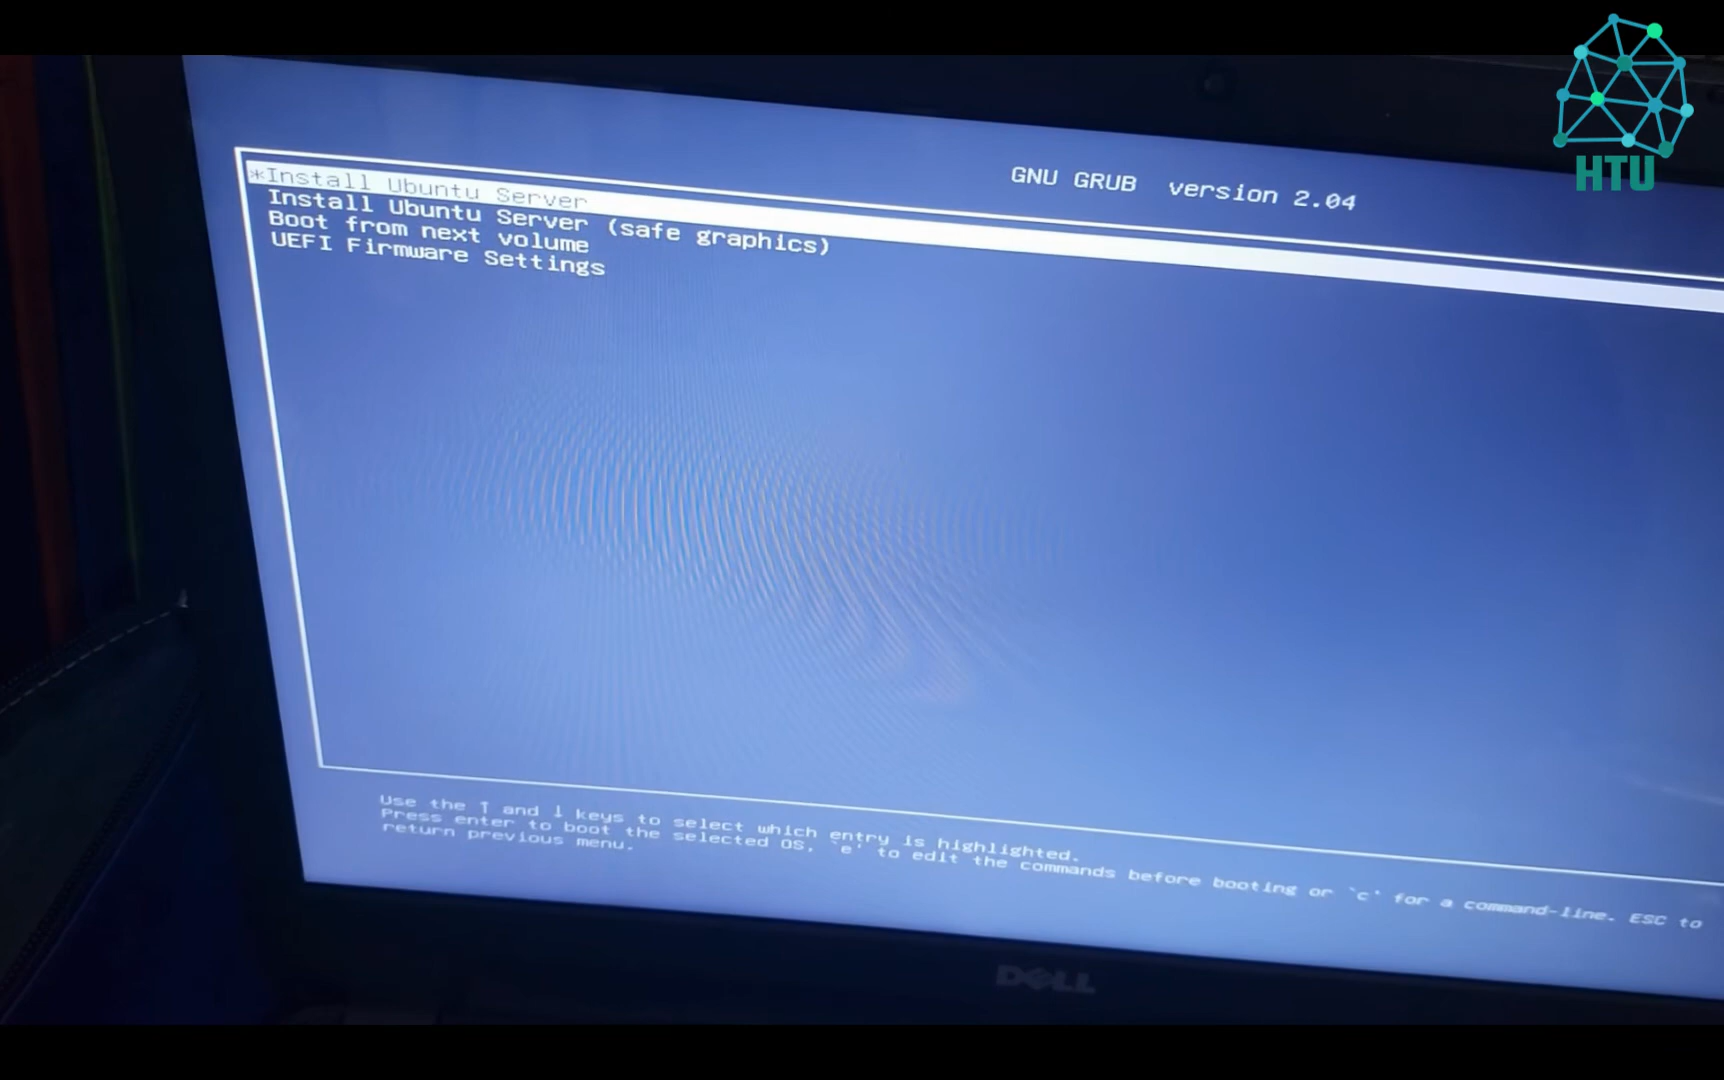 HTU
GNU GRUB version 2.04
*Install Ubuntu Server
Install Ubuntu Server (safe graphics)
Boot from next volume
UEFI Firmware Settings
Use the ↑ and ↓ keys to select which entry is highlighted.
Press enter to boot the selected OS, `e' to edit the commands before booting or `c' for a command-line. ESC to
return previous menu.
DELL